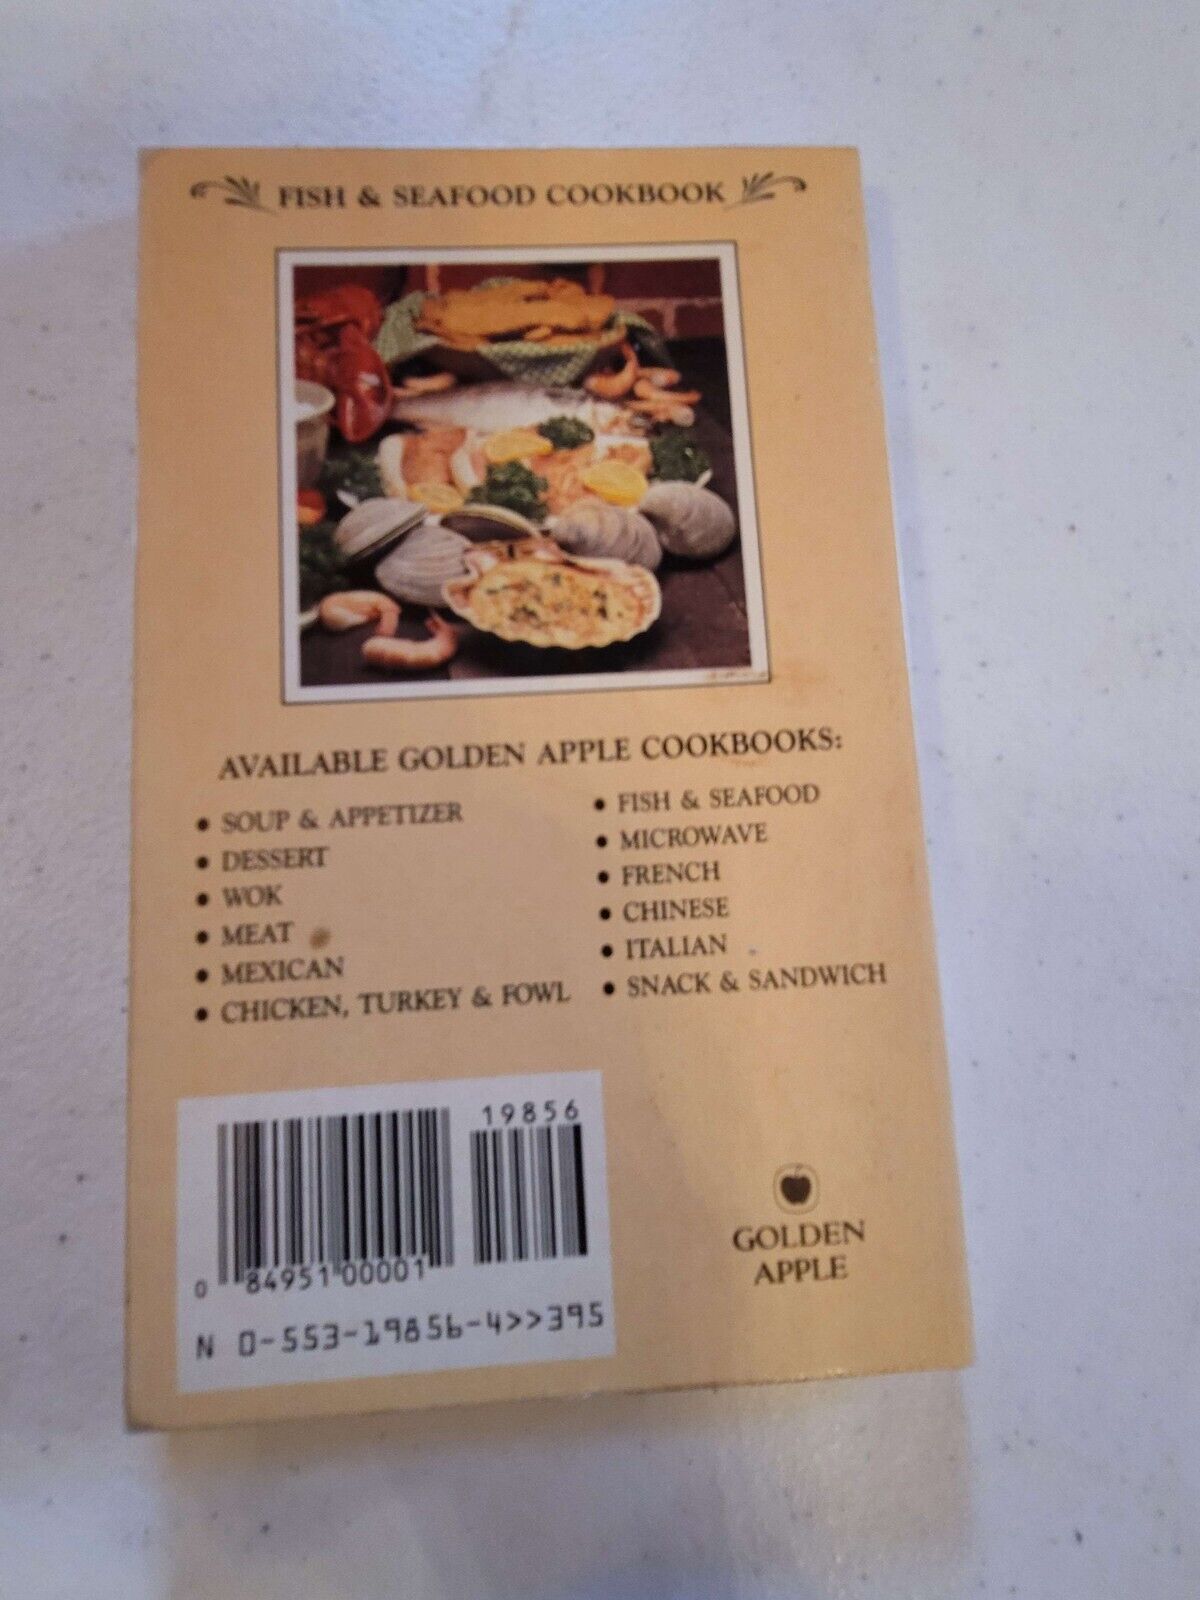 FISH & SEAFOOD COOKBOOK
AVAILABLE GOLDEN APPLE COOKBOOKS:
• SOUP & APPETIZER
• DESSERT
• WOK
• MEAT
• MEXICAN
• CHICKEN, TURKEY & FOWL
• FISH & SEAFOOD
• MICROWAVE
• FRENCH
• CHINESE
• ITALIAN
• SNACK & SANDWICH
19856
0 84951 00001
N 0-553-19856-4>>395
GOLDEN
APPLE